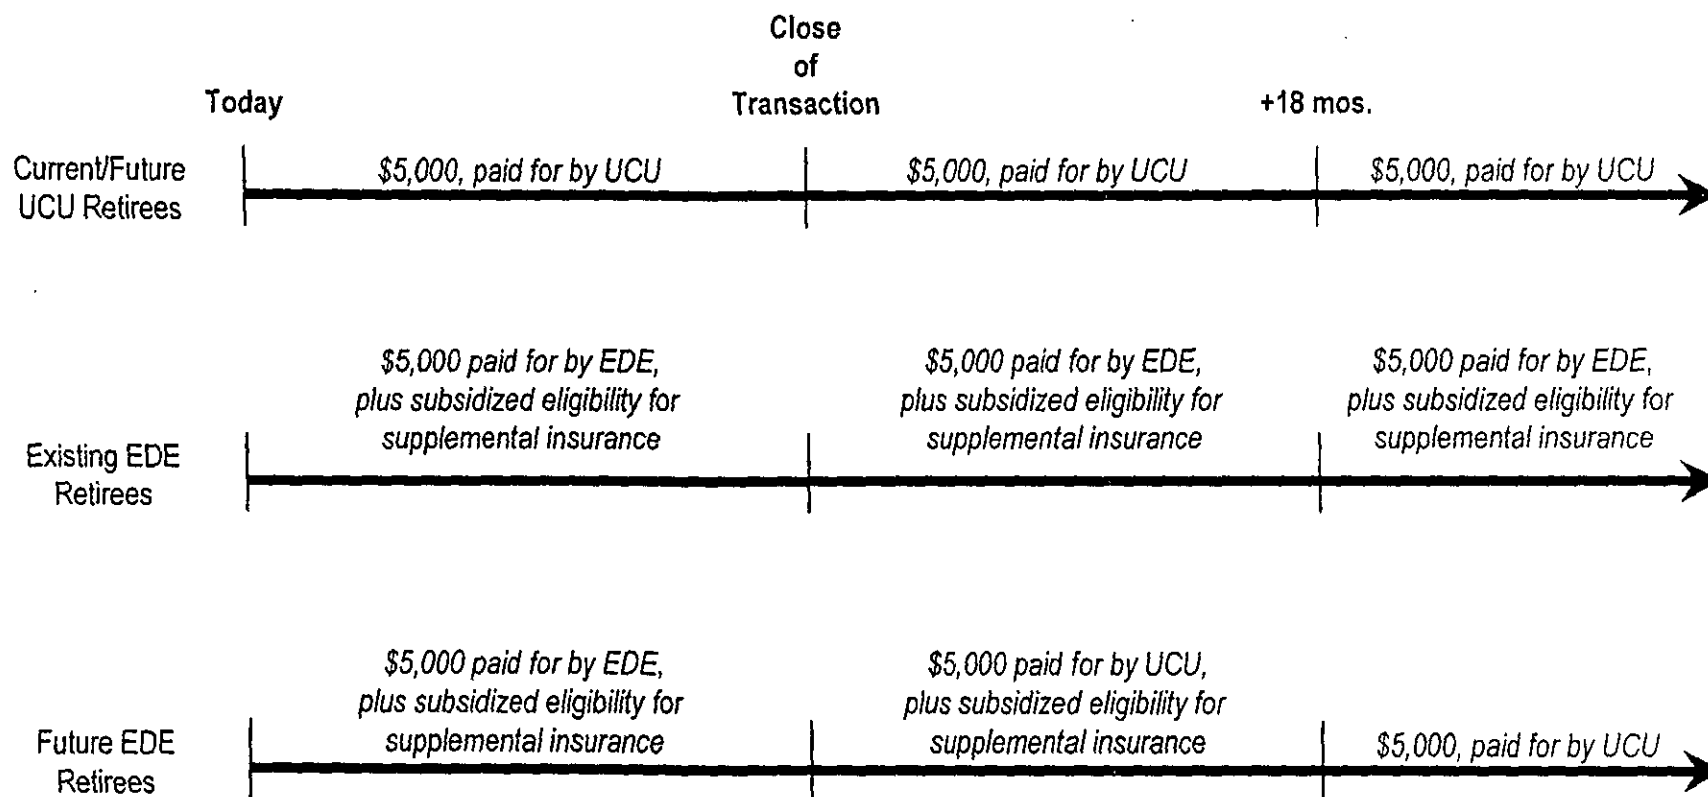 Close
of
Today Transaction +18 mos.
Current/Future
UCU Retirees
$5,000, paid for by UCU $5,000, paid for by UCU $5,000, paid for by UCU
$5,000 paid for by EDE,
plus subsidized eligibility for
supplemental insurance
$5,000 paid for by EDE,
plus subsidized eligibility for
supplemental insurance
$5,000 paid for by EDE,
plus subsidized eligibility for
supplemental insurance
Existing EDE
Retirees
$5,000 paid for by EDE,
plus subsidized eligibility for
supplemental insurance
$5,000 paid for by UCU,
plus subsidized eligibility for
supplemental insurance
$5,000, paid for by UCU
Future EDE
Retirees